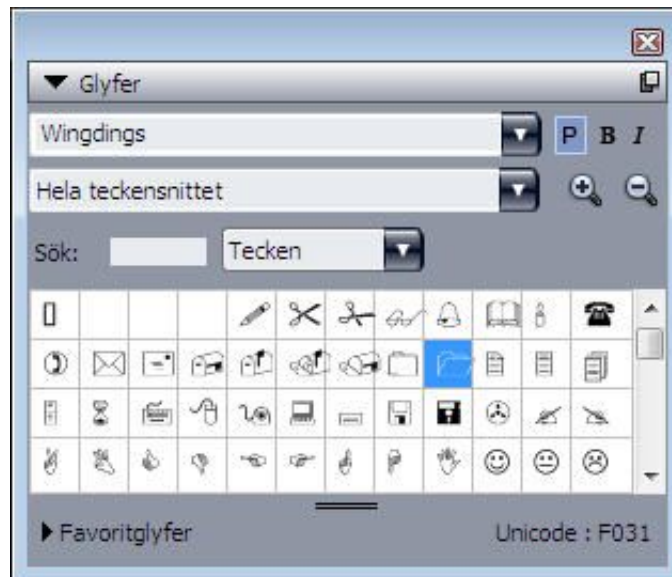 Glyfer
Wingdings
P B I
Hela teckensnittet
Sök: Tecken
Favoritglyfer Unicode : F031